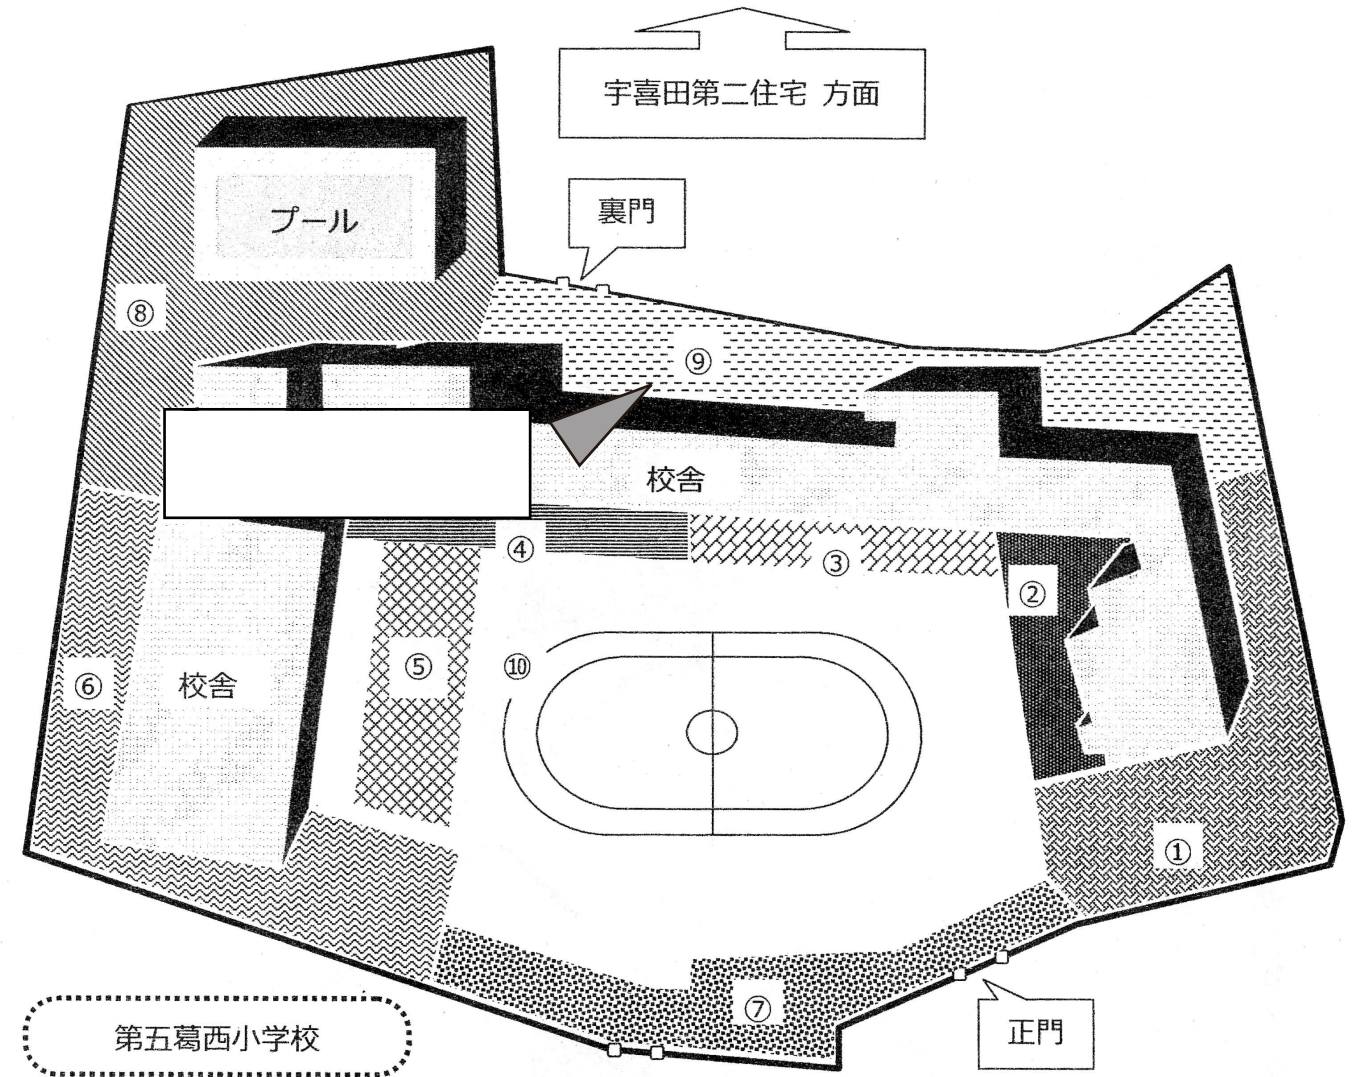 宇喜田第二住宅 方面
裏門
プール
⑧
⑨
校舎
④
③
②
⑤
⑩
⑥
校舎
①
⑦
正門
第五葛西小学校